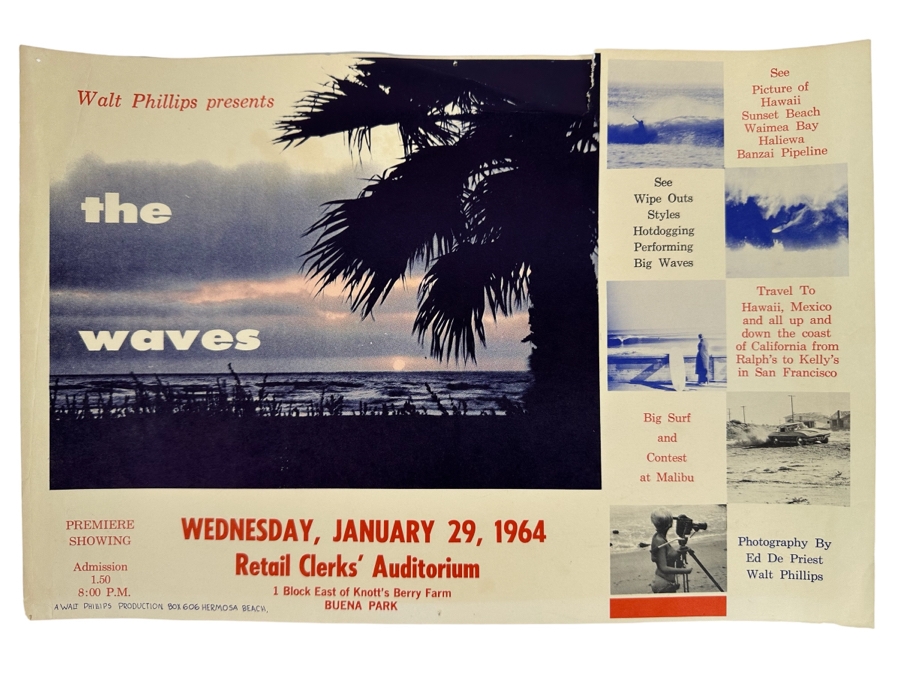 Walt Phillips presents
the
waves
PREMIERE
SHOWING
Admission
1.50
8:00 P.M.
WEDNESDAY, JANUARY 29, 1964
Retail Clerks' Auditorium
1 Block East of Knott's Berry Farm
BUENA PARK
A WALT PHILLIPS PRODUCTION BOX 606 HERMOSA BEACH,
See
Picture of
Hawaii
Sunset Beach
Waimea Bay
Haliewa
Banzai Pipeline
See
Wipe Outs
Styles
Hotdogging
Performing
Big Waves
Travel To
Hawaii, Mexico
and all up and
down the coast
of California from
Ralph's to Kelly's
in San Francisco
Big Surf
and
Contest
at Malibu
Photography By
Ed De Priest
Walt Phillips